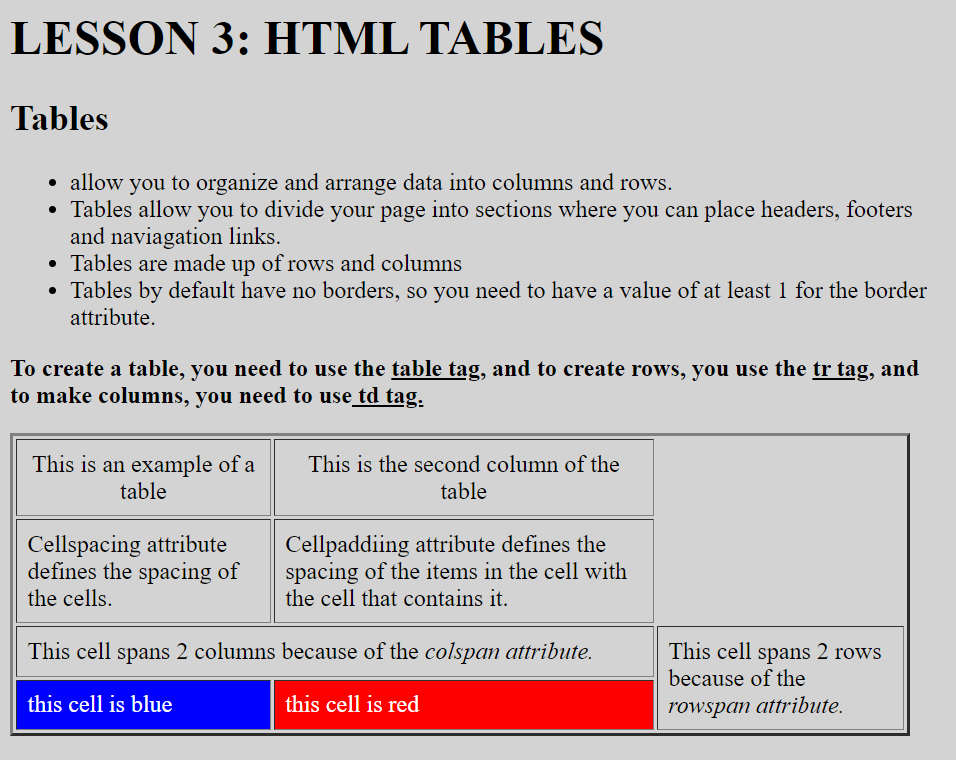 LESSON 3: HTML TABLES
Tables
• allow you to organize and arrange data into columns and rows.
• Tables allow you to divide your page into sections where you can place headers, footers
and naviagation links.
• Tables are made up of rows and columns
• Tables by default have no borders, so you need to have a value of at least 1 for the border
attribute.
To create a table, you need to use the table tag, and to create rows, you use the tr tag, and
to make columns, you need to use td tag.
This is an example of a
table
This is the second column of the
table
Cellspacing attribute
defines the spacing of
the cells.
Cellpaddiing attribute defines the
spacing of the items in the cell with
the cell that contains it.
This cell spans 2 columns because of the colspan attribute.
This cell spans 2 rows
because of the
rowspan attribute.
this cell is blue
this cell is red